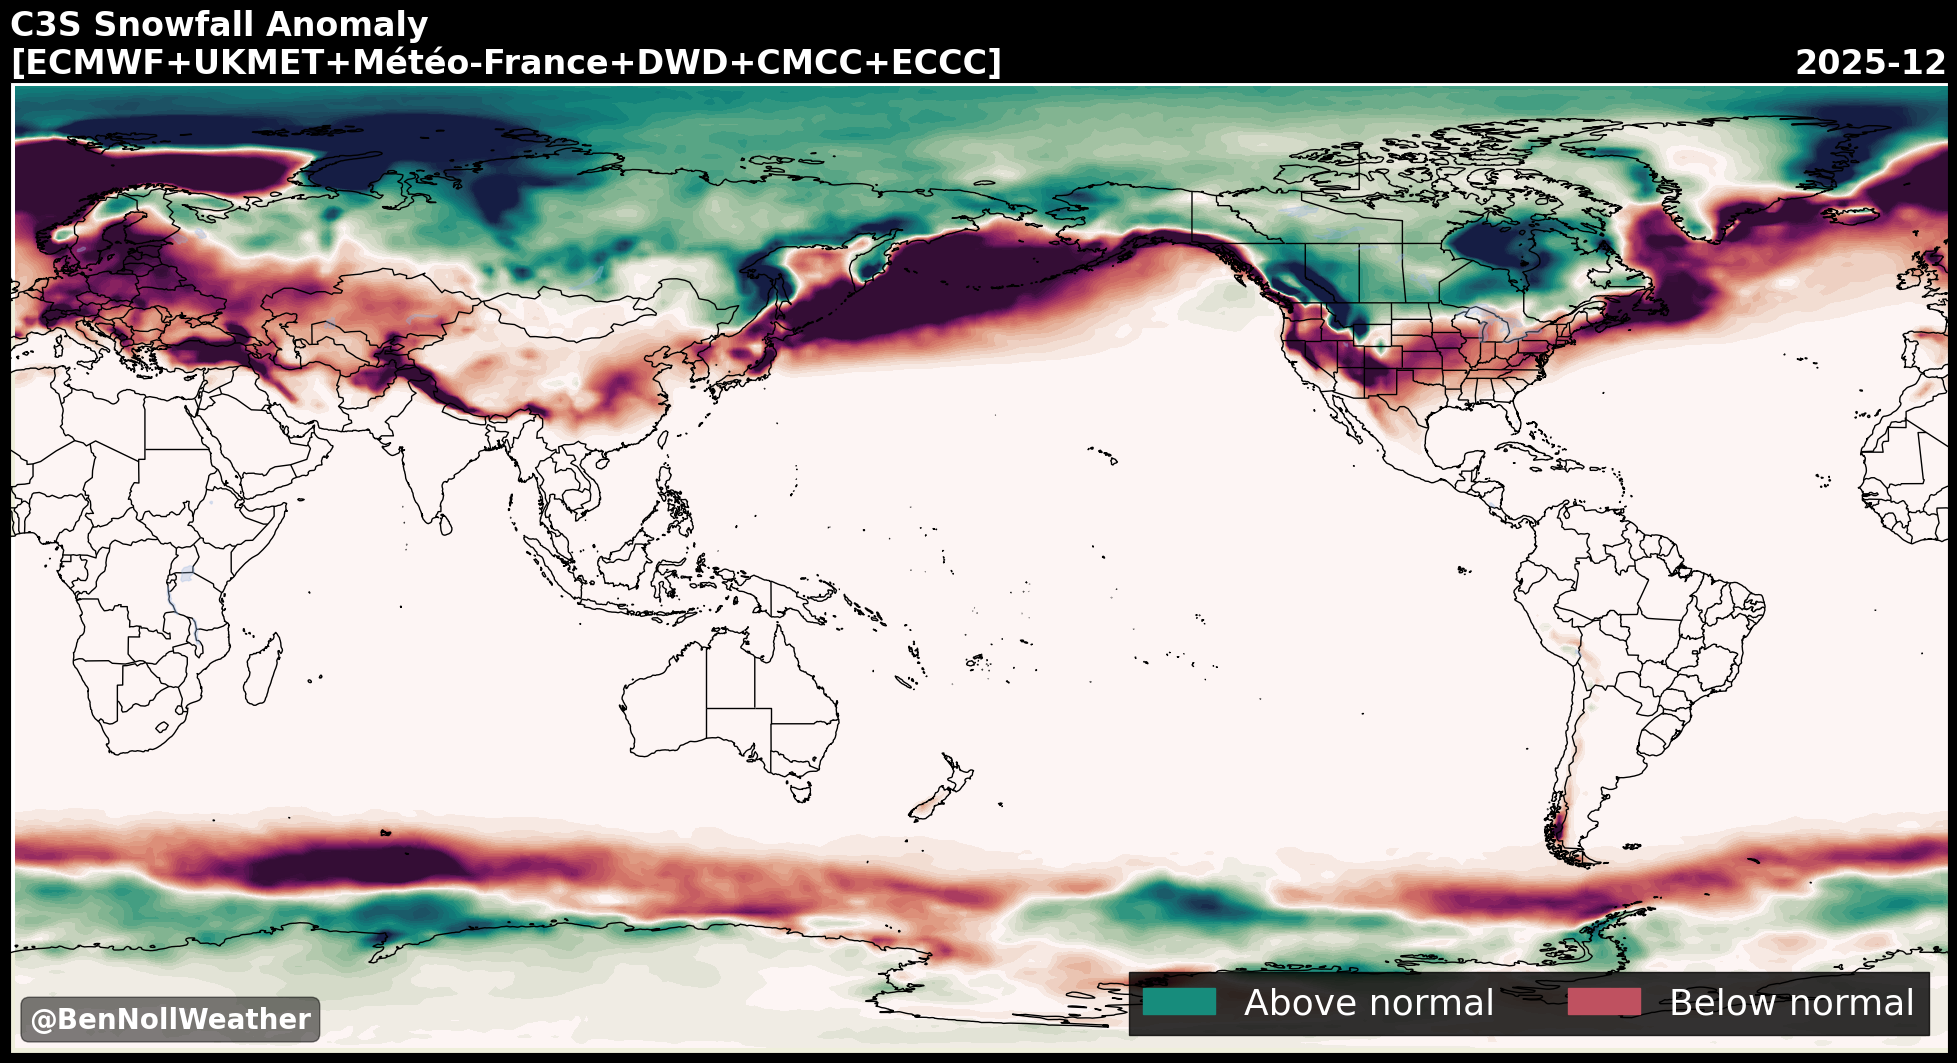 C3S Snowfall Anomaly
[ECMWF+UKMET+Météo-France+DWD+CMCC+ECCC]
2025-12
@BenNollWeather
Above normal
Below normal